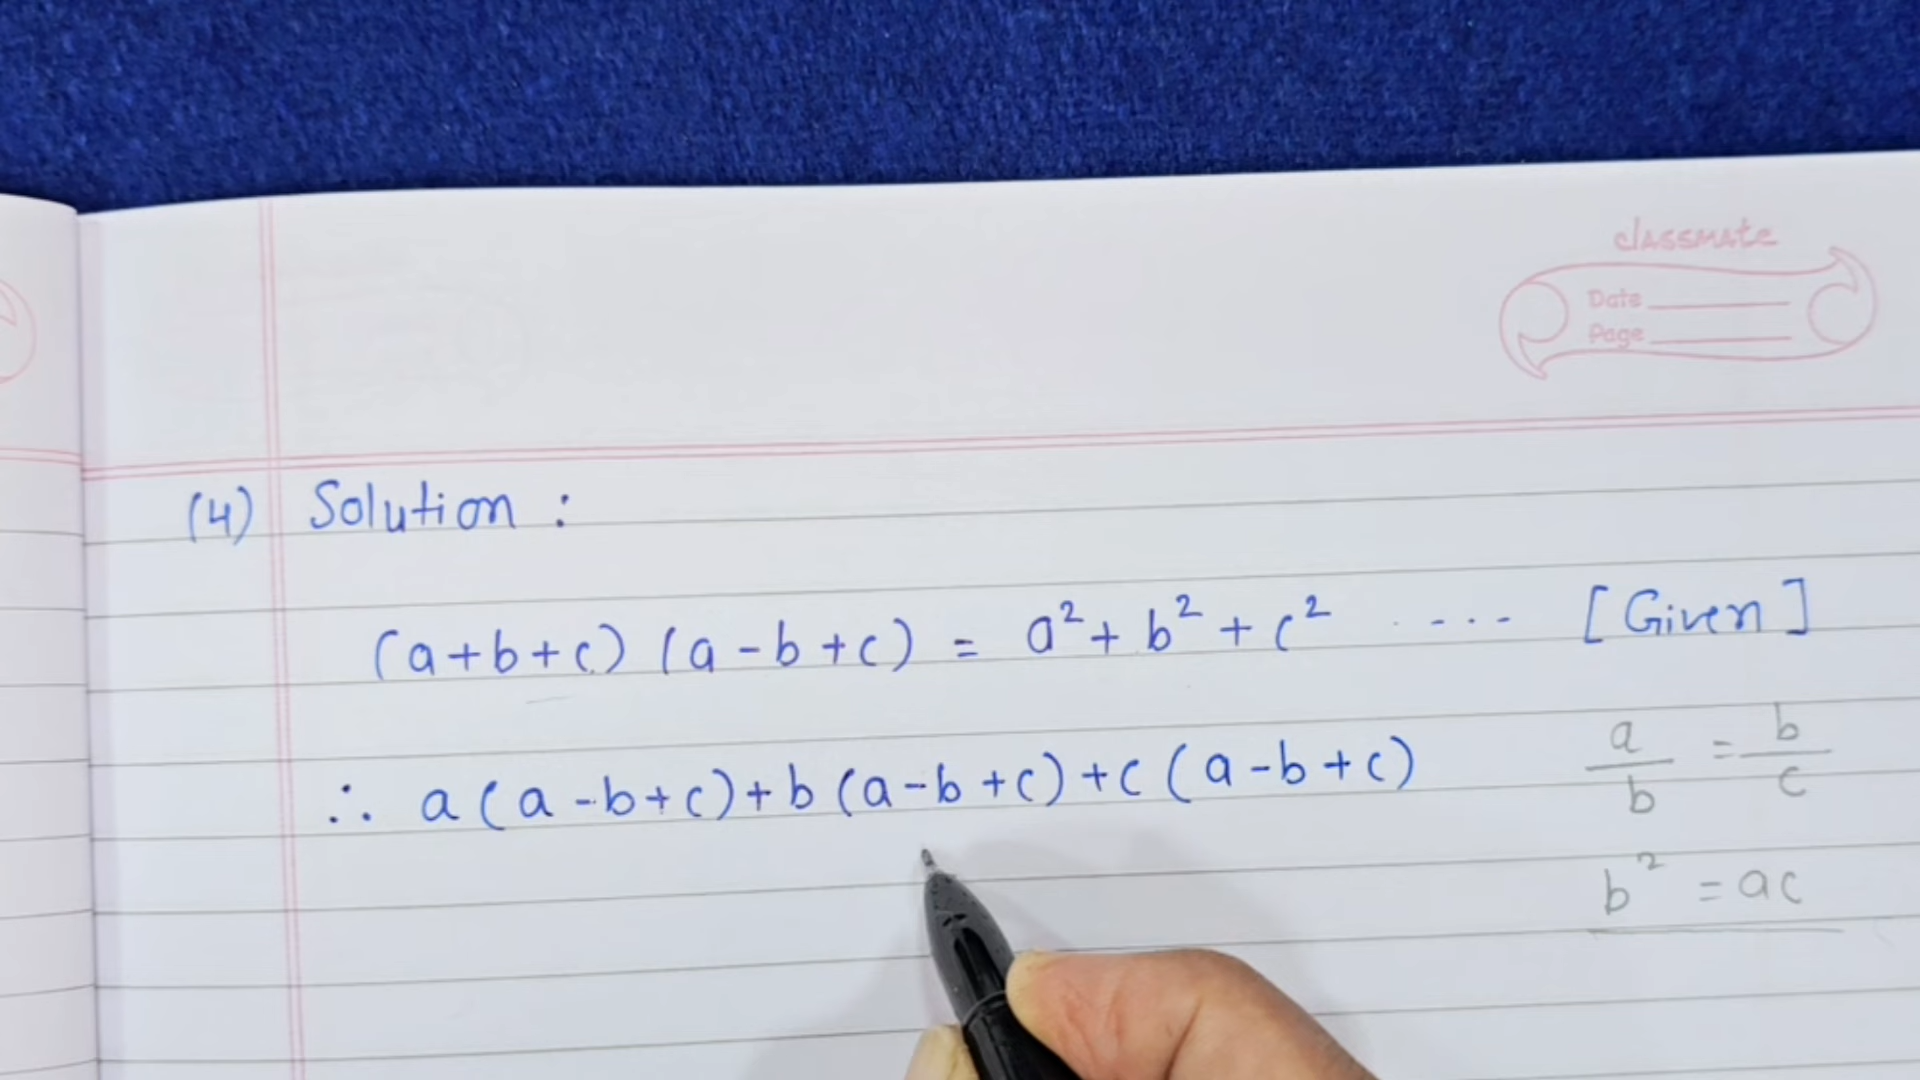 classmate
Date
Page
(4) Solution :
(a+b+c) (a-b+c) = a²+b²+c² .... [Given]
∴ a(a-b+c)+b(a-b+c)+c(a-b+c)
a/b = b/c
b² = ac